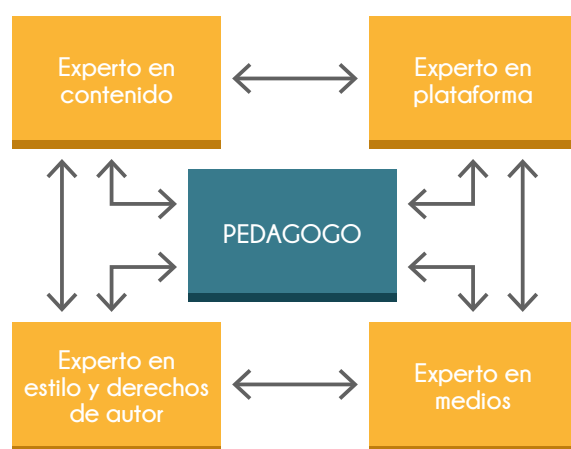 Experto en
contenido
Experto en
plataforma
PEDAGOGO
Experto en
estilo y derechos
de autor
Experto en
medios